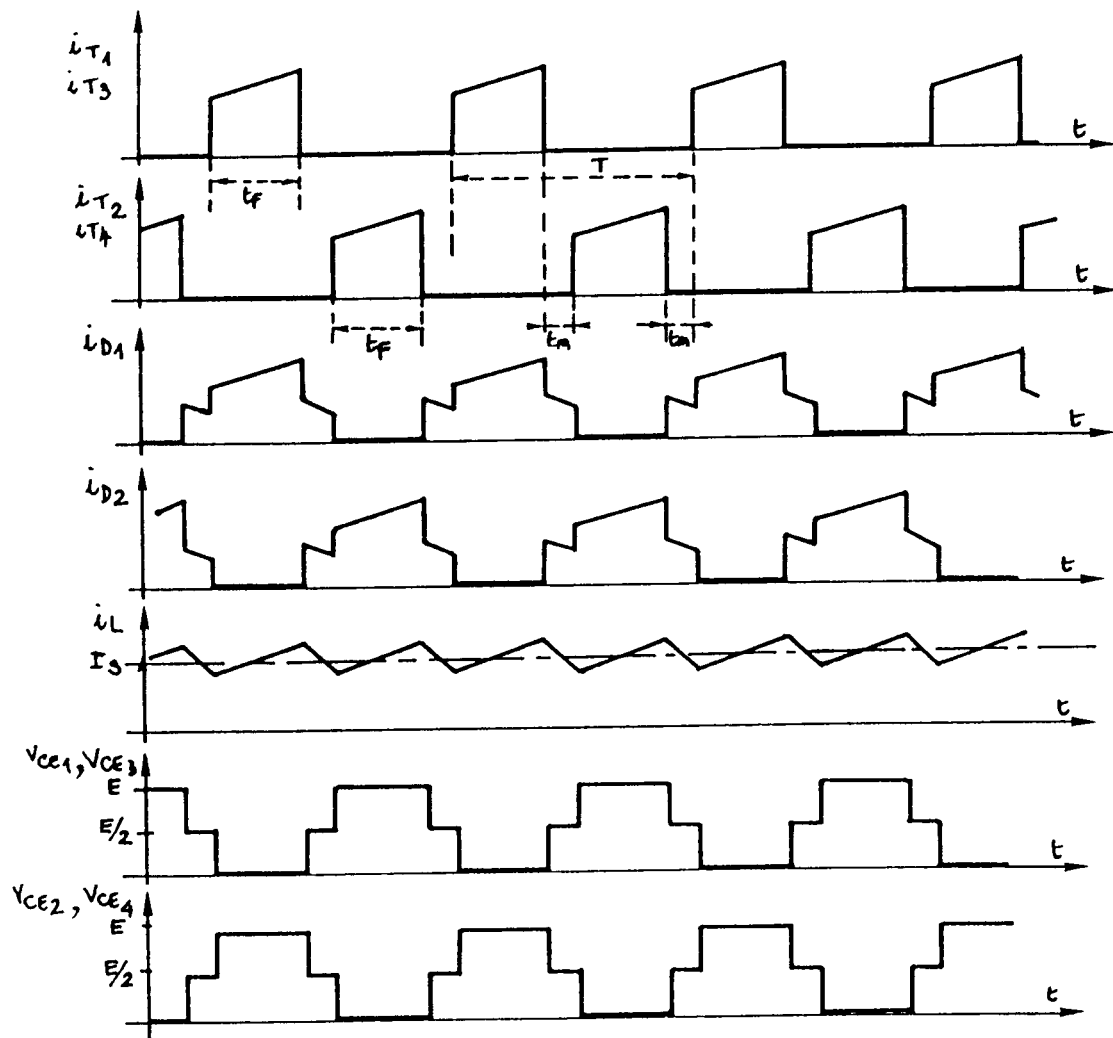 iT1
iT3
t
tF
T
iT2
iT4
t
tF
tm
tm
iD1
t
iD2
t
iL
IS
t
VCE1, VCE3
E
E/2
t
VCE2, VCE4
E
E/2
t